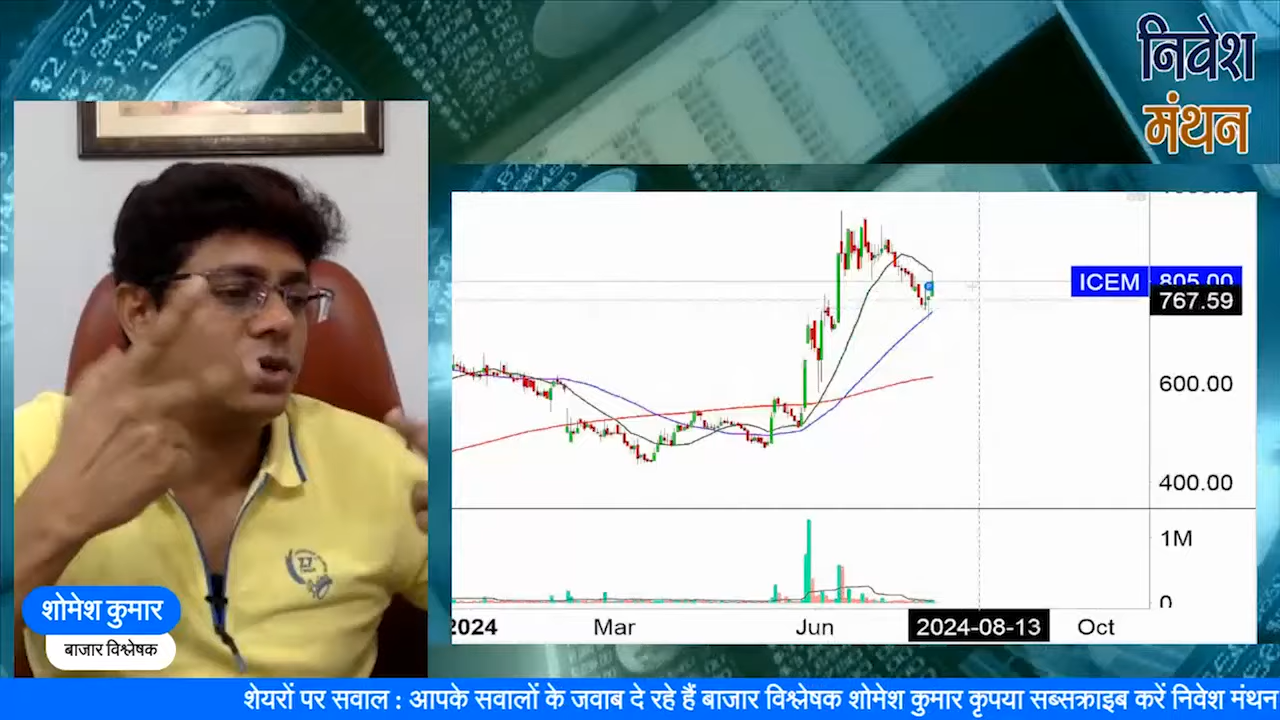 निवेश
मंथन
ICEM 805.00
767.59
600.00
400.00
1M
0
2024 Mar Jun 2024-08-13 Oct
शोमेश कुमार
बाजार विश्लेषक
शेयरों पर सवाल : आपके सवालों के जवाब दे रहे हैं बाजार विश्लेषक शोमेश कुमार कृपया सब्सक्राइब करें निवेश मंथन